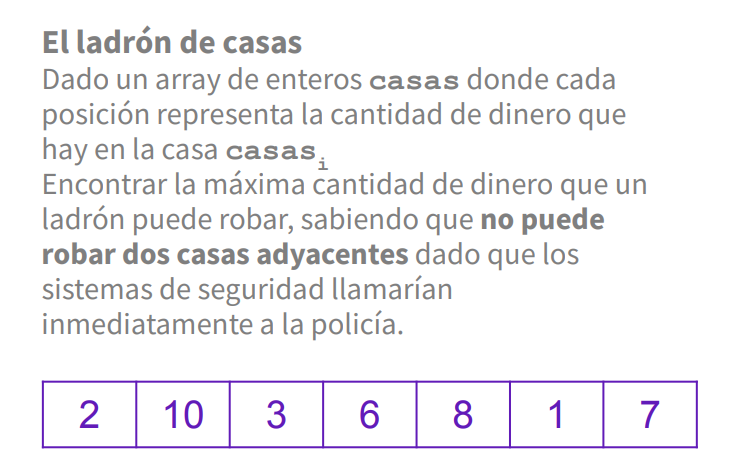 El ladrón de casas
Dado un array de enteros casas donde cada
posición representa la cantidad de dinero que
hay en la casa casasᵢ
Encontrar la máxima cantidad de dinero que un
ladrón puede robar, sabiendo que no puede
robar dos casas adyacentes dado que los
sistemas de seguridad llamarían
inmediatamente a la policía.
2 10 3 6 8 1 7